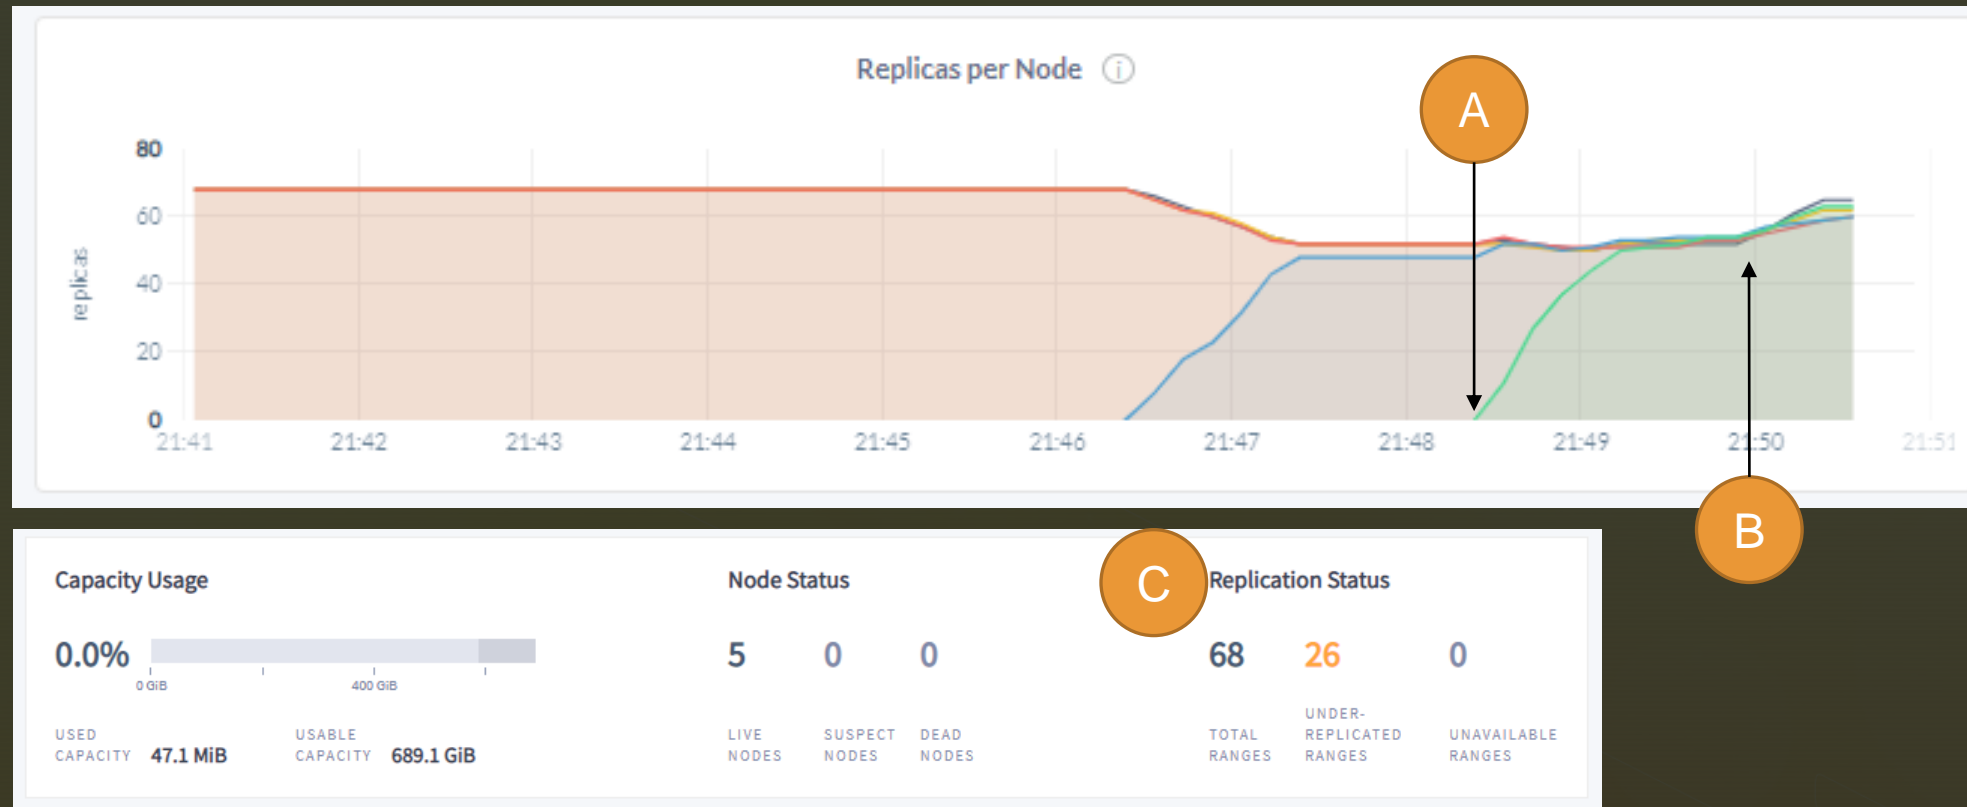 Replicas per Node i
A
80
60
40
20
0
replicas
21:41 21:42 21:43 21:44 21:45 21:46 21:47 21:48 21:49 21:50 21:51
B
C
Capacity Usage
0.0%
0 GiB 400 GiB
USED
CAPACITY 47.1 MiB
USABLE
CAPACITY 689.1 GiB
Node Status
5 0 0
LIVE
NODES
SUSPECT
NODES
DEAD
NODES
Replication Status
68 26 0
TOTAL
RANGES
UNDER-
REPLICATED
RANGES
UNAVAILABLE
RANGES